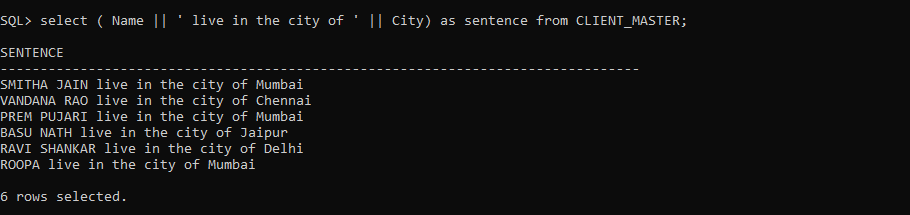 SQL> select ( Name || ' live in the city of ' || City) as sentence from CLIENT_MASTER;
SENTENCE
--------------------------------------------------------------------------------
SMITHA JAIN live in the city of Mumbai
VANDANA RAO live in the city of Chennai
PREM PUJARI live in the city of Mumbai
BASU NATH live in the city of Jaipur
RAVI SHANKAR live in the city of Delhi
ROOPA live in the city of Mumbai
6 rows selected.